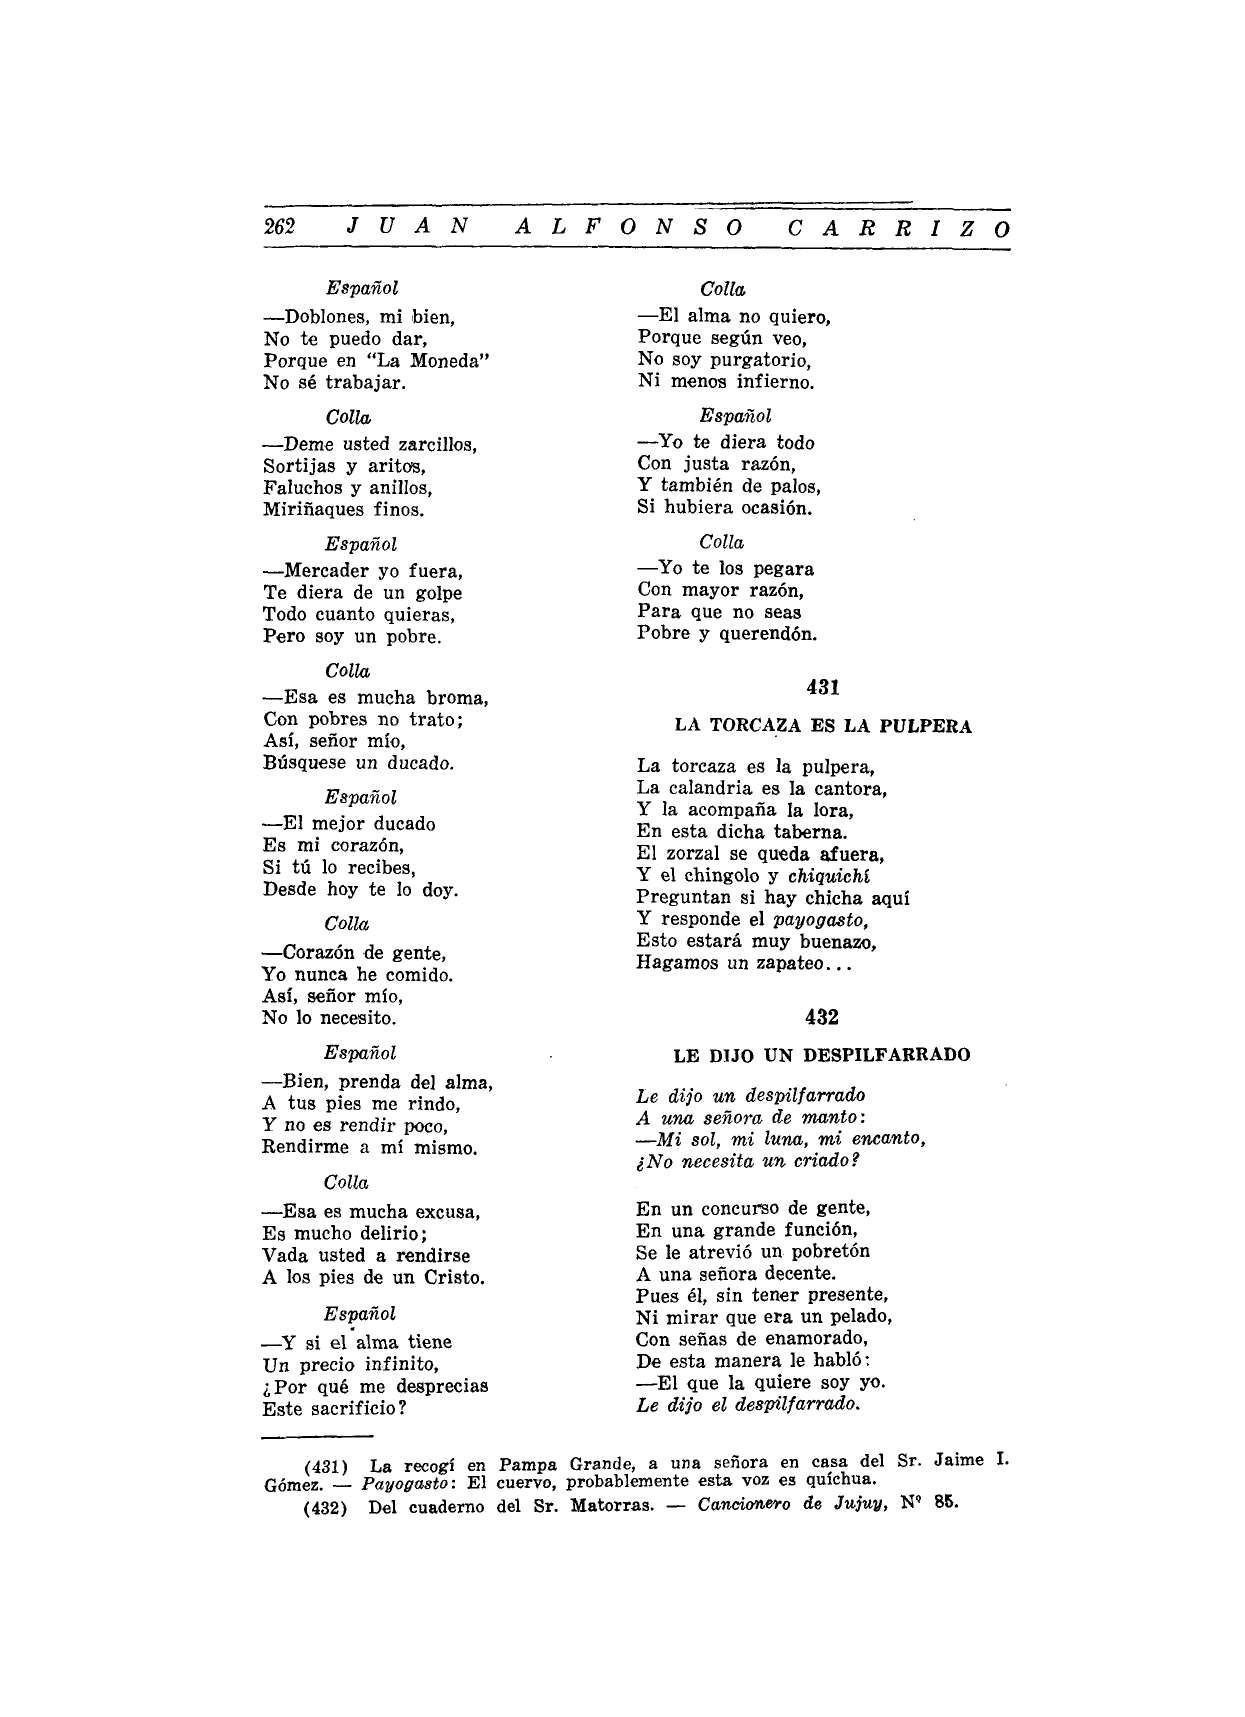 262 JUAN ALFONSO CARRIZO
Español
—Doblones, mi bien,
No te puedo dar,
Porque en “La Moneda”
No sé trabajar.
Colla
—Deme usted zarcillos,
Sortijas y aritos,
Faluchos y anillos,
Miriñaques finos.
Español
—Mercader yo fuera,
Te diera de un golpe
Todo cuanto quieras,
Pero soy un pobre.
Colla
—Esa es mucha broma,
Con pobres no trato;
Así, señor mío,
Búsquese un ducado.
Español
—El mejor ducado
Es mi corazón,
Si tú lo recibes,
Desde hoy te lo doy.
Colla
—Corazón de gente,
Yo nunca he comido.
Así, señor mío,
No lo necesito.
Español
—Bien, prenda del alma,
A tus pies me rindo,
Y no es rendir poco,
Rendirme a mí mismo.
Colla
—Esa es mucha excusa,
Es mucho delirio;
Vada usted a rendirse
A los pies de un Cristo.
Español
—Y si el alma tiene
Un precio infinito,
¿Por qué me desprecias
Este sacrificio?
Colla
—El alma no quiero,
Porque según veo,
No soy purgatorio,
Ni menos infierno.
Español
—Yo te diera todo
Con justa razón,
Y también de palos,
Si hubiera ocasión.
Colla
—Yo te los pegara
Con mayor razón,
Para que no seas
Pobre y querendón.
431
LA TORCAZA ES LA PULPERA
La torcaza es la pulpera,
La calandria es la cantora,
Y la acompaña la lora,
En esta dicha taberna.
El zorzal se queda afuera,
Y el chingolo y chiquichí
Preguntan si hay chicha aquí
Y responde el payogasto,
Esto estará muy buenazo,
Hagamos un zapateo...
432
LE DIJO UN DESPILFARRADO
Le dijo un despilfarrado
A una señora de manto:
—Mi sol, mi luna, mi encanto,
¿No necesita un criado?
En un concurso de gente,
En una grande función,
Se le atrevió un pobretón
A una señora decente.
Pues él, sin tener presente,
Ni mirar que era un pelado,
Con señas de enamorado,
De esta manera le habló:
—El que la quiere soy yo.
Le dijo el despilfarrado.
(431) La recogí en Pampa Grande, a una señora en casa del Sr. Jaime I.
Gómez. — Payogasto: El cuervo, probablemente esta voz es quíchua.
(432) Del cuaderno del Sr. Matorras. — Cancionero de Jujuy, Nº 85.